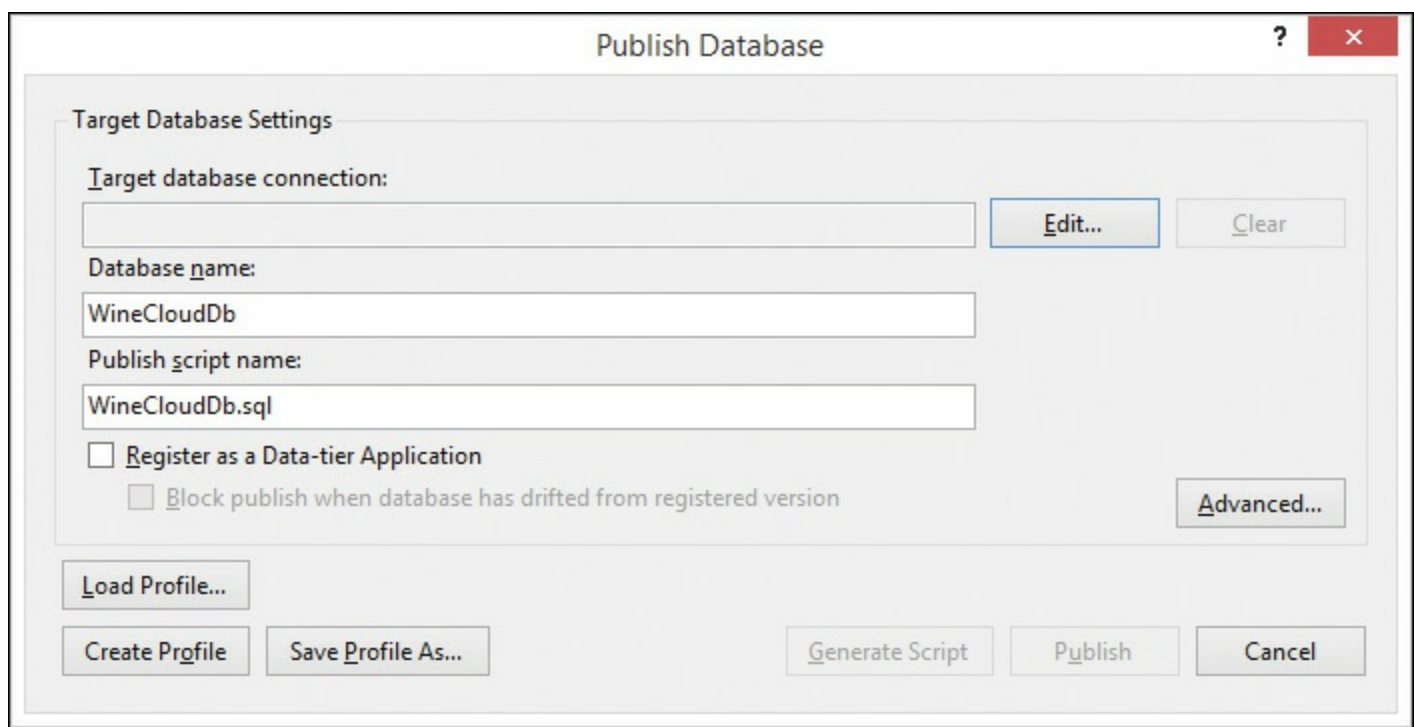 Publish Database
?
×
Target Database Settings
Target database connection:
Edit...
Clear
Database name:
WineCloudDb
Publish script name:
WineCloudDb.sql
Register as a Data-tier Application
Block publish when database has drifted from registered version
Advanced...
Load Profile...
Create Profile
Save Profile As...
Generate Script
Publish
Cancel